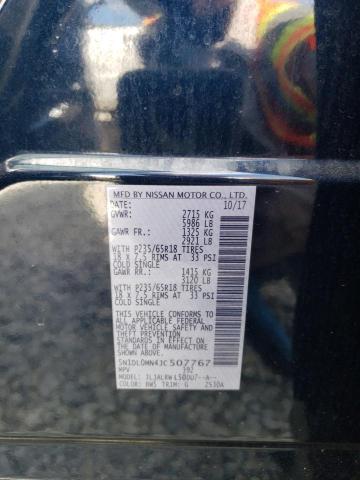 MFD BY NISSAN MOTOR CO., LTD.
DATE: 10/17
GVWR: 2715 KG
5986 LB
GAWR FR.: 1325 KG
2921 LB
WITH P235/65R18 TIRES
18 X 7.5 RIMS AT 33 PSI
COLD SINGLE
GAWR RR.: 1415 KG
3120 LB
WITH P235/65R18 TIRES
18 X 7.5 RIMS AT 33 PSI
COLD SINGLE
THIS VEHICLE CONFORMS TO ALL
APPLICABLE FEDERAL MOTOR
VEHICLE SAFETY AND THEFT
PREVENTION STANDARDS IN
EFFECT ON THE DATE OF
MANUFACTURE SHOWN ABOVE.
5N1DL0MN4JC507767
MPV 392
MODEL:
COLOR: BW5 TRIM: G